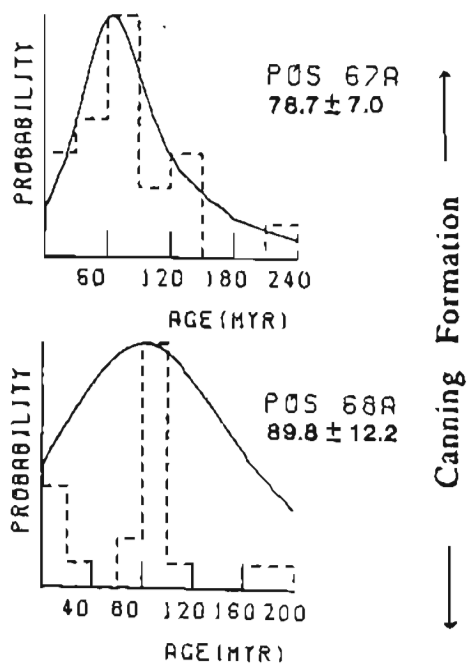 PROBABILITY
POS 67A
78.7 ± 7.0
60 120 180 240
AGE(MYR)
PROBABILITY
POS 68A
89.8 ± 12.2
40 80 120 160 200
AGE(MYR)
Canning Formation